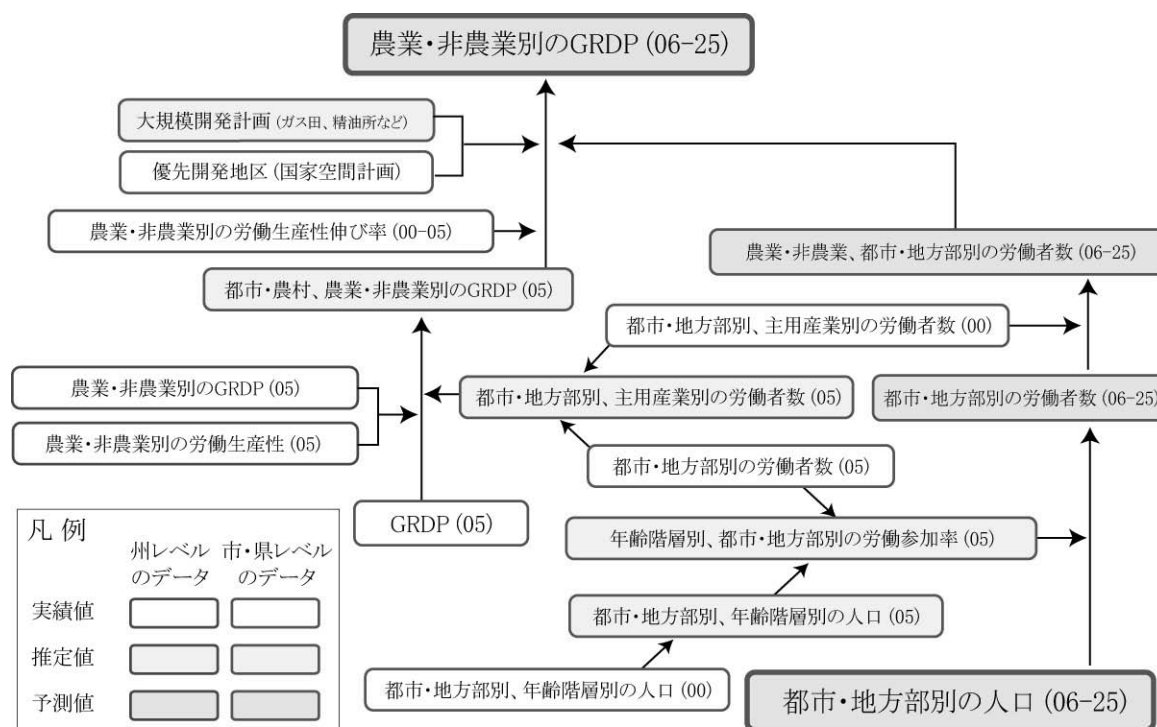 農業・非農業別のGRDP (06-25)
大規模開発計画 (ガス田、精油所など)
優先開発地区 (国家空間計画)
農業・非農業別の労働生産性伸び率 (00-05)
農業・非農業、都市・地方部別の労働者数 (06-25)
都市・農村、農業・非農業別のGRDP (05)
都市・地方部別、主用産業別の労働者数 (00)
農業・非農業別のGRDP (05)
都市・地方部別、主用産業別の労働者数 (05)
都市・地方部別の労働者数 (06-25)
農業・非農業別の労働生産性 (05)
都市・地方部別の労働者数 (05)
GRDP (05)
年齢階層別、都市・地方部別の労働参加率 (05)
都市・地方部別、年齢階層別の人口 (05)
都市・地方部別、年齢階層別の人口 (00)
都市・地方部別の人口 (06-25)
凡 例
州レベル
のデータ
市・県レベル
のデータ
実績値
推定値
予測値